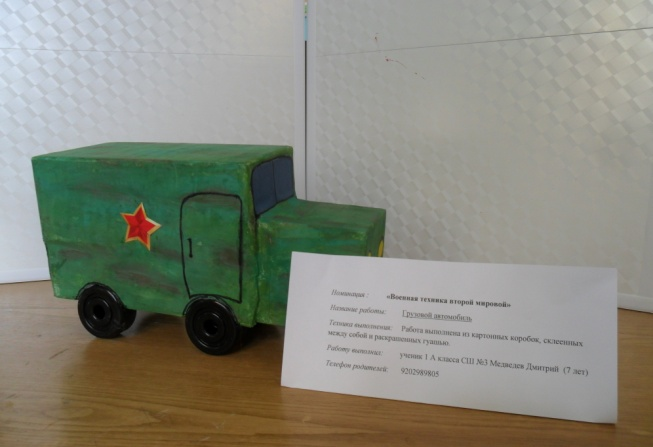 Номинация: «Военная техника второй мировой»
Название работы: Грузовой автомобиль
Техника выполнения: Работа выполнена из картонных коробок, склеенных
между собой и раскрашенных гуашью.
Работу выполнил: ученик 1 А класса СШ №3 Медведев Дмитрий (7 лет)
Телефон родителей: 9202989805